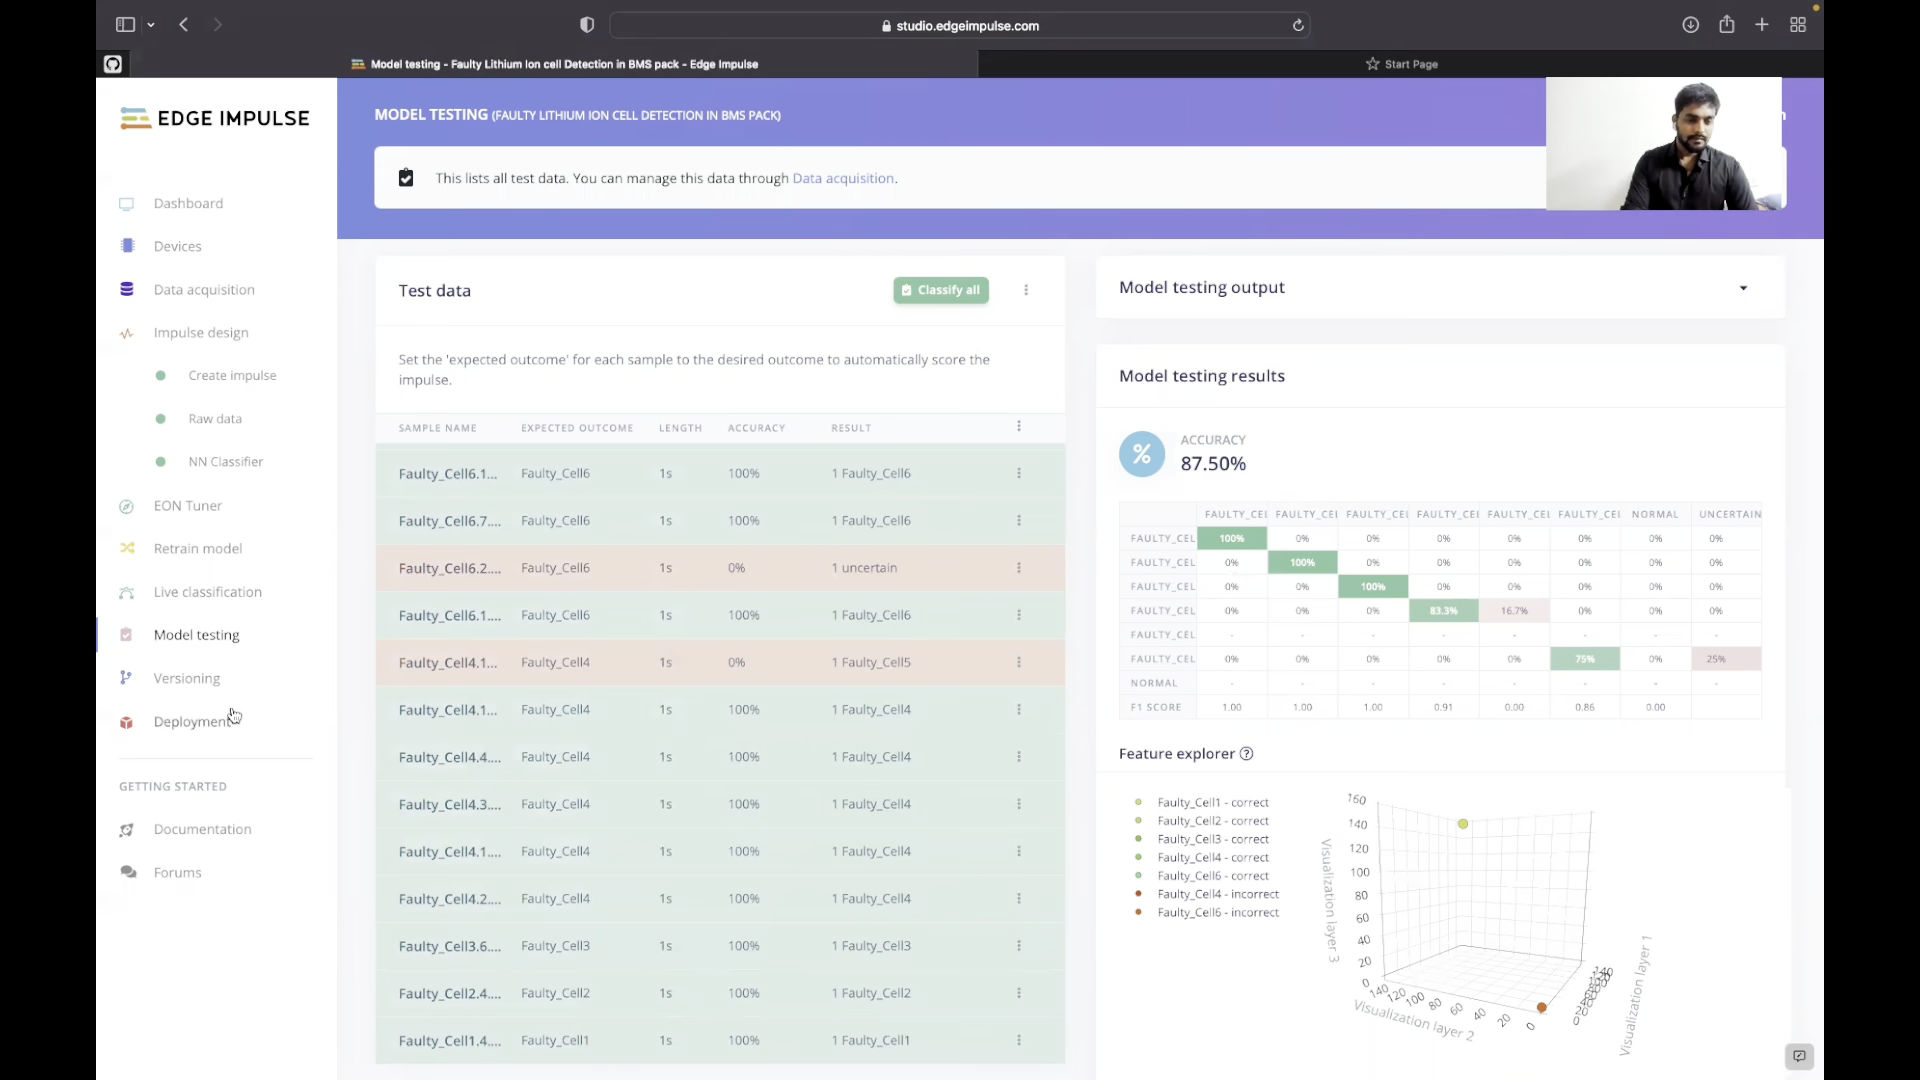 studio.edgeimpulse.com
Model testing - Faulty Lithium Ion cell Detection in BMS pack - Edge Impulse
Start Page
EDGE IMPULSE
Dashboard
Devices
Data acquisition
Impulse design
Create impulse
Raw data
NN Classifier
EON Tuner
Retrain model
Live classification
Model testing
Versioning
Deployment
GETTING STARTED
Documentation
Forums
MODEL TESTING (FAULTY LITHIUM ION CELL DETECTION IN BMS PACK)
This lists all test data. You can manage this data through Data acquisition.
Test data
Classify all
Set the 'expected outcome' for each sample to the desired outcome to automatically score the
impulse.
SAMPLE NAME EXPECTED OUTCOME LENGTH ACCURACY RESULT
Faulty_Cell6.1... Faulty_Cell6 1s 100% 1 Faulty_Cell6
Faulty_Cell6.7.... Faulty_Cell6 1s 100% 1 Faulty_Cell6
Faulty_Cell6.2.... Faulty_Cell6 1s 0% 1 uncertain
Faulty_Cell6.1... Faulty_Cell6 1s 100% 1 Faulty_Cell6
Faulty_Cell4.1... Faulty_Cell4 1s 0% 1 Faulty_Cell5
Faulty_Cell4.1... Faulty_Cell4 1s 100% 1 Faulty_Cell4
Faulty_Cell4.4.... Faulty_Cell4 1s 100% 1 Faulty_Cell4
Faulty_Cell4.3.... Faulty_Cell4 1s 100% 1 Faulty_Cell4
Faulty_Cell4.1... Faulty_Cell4 1s 100% 1 Faulty_Cell4
Faulty_Cell4.2.... Faulty_Cell4 1s 100% 1 Faulty_Cell4
Faulty_Cell3.6.... Faulty_Cell3 1s 100% 1 Faulty_Cell3
Faulty_Cell2.4.... Faulty_Cell2 1s 100% 1 Faulty_Cell2
Faulty_Cell1.4.... Faulty_Cell1 1s 100% 1 Faulty_Cell1
Model testing output
Model testing results
%
ACCURACY
87.50%
FAULTY_CEL FAULTY_CEL FAULTY_CEL FAULTY_CEL FAULTY_CEL FAULTY_CEL NORMAL UNCERTAIN
FAULTY_CEL 100% 0% 0% 0% 0% 0% 0% 0%
FAULTY_CEL 0% 100% 0% 0% 0% 0% 0% 0%
FAULTY_CEL 0% 0% 100% 0% 0% 0% 0% 0%
FAULTY_CEL 0% 0% 0% 83.3% 16.7% 0% 0% 0%
FAULTY_CEL - - - - - - - -
FAULTY_CEL 0% 0% 0% 0% 0% 75% 0% 25%
NORMAL - - - - - - - -
F1 SCORE 1.00 1.00 1.00 0.91 0.00 0.86 0.00
Feature explorer ?
Faulty_Cell1 - correct
Faulty_Cell2 - correct
Faulty_Cell3 - correct
Faulty_Cell4 - correct
Faulty_Cell6 - correct
Faulty_Cell4 - incorrect
Faulty_Cell6 - incorrect
160
140
120
100
80
60
40
20
0
Visualization layer 3
140 120 100 80 60 40 20 0
Visualization layer 2
Visualization layer 1